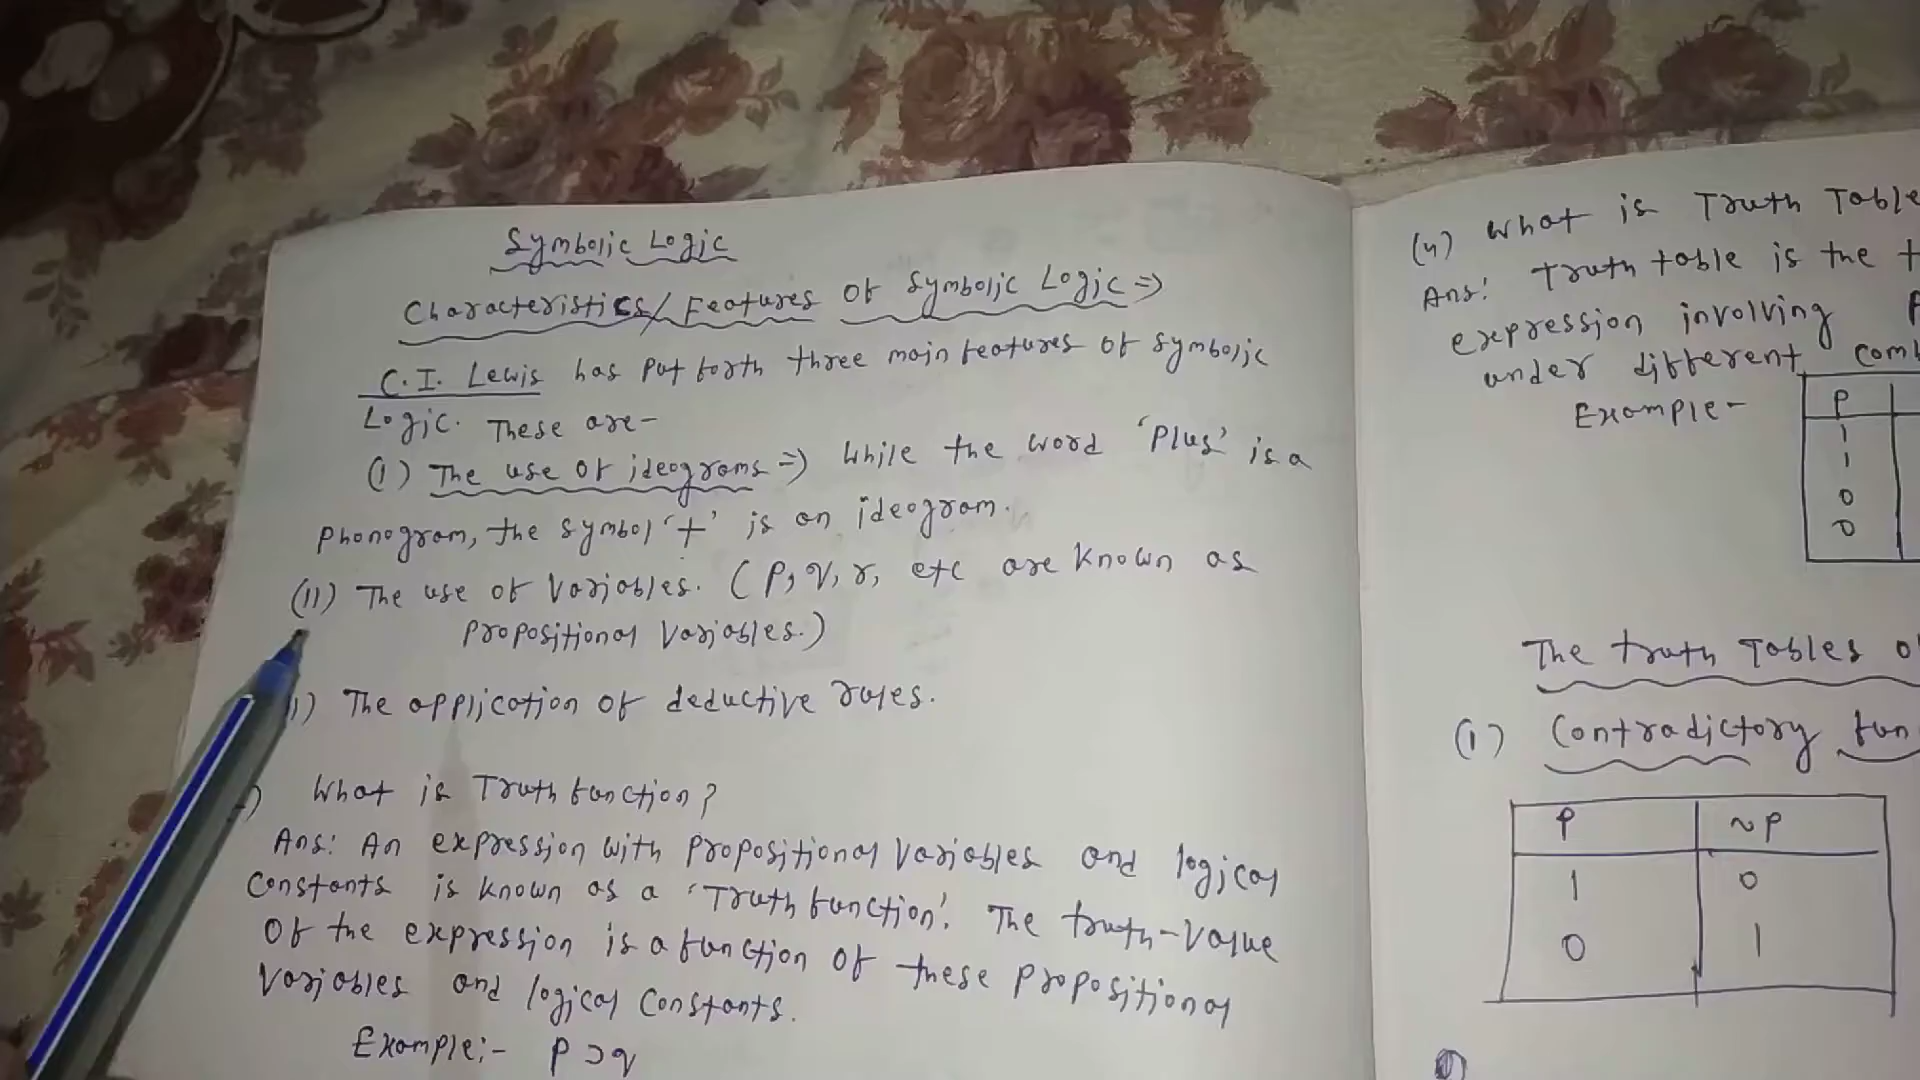 Symbolic Logic
Characteristics/Features Of Symbolic Logic =>
C.I. Lewis has put forth three main features of symbolic
Logic. These are-
(I) The use of ideograms => While the word 'Plus' is a
phonogram, the symbol '+' is an ideogram.
(II) The use of Variables. (P, q, r, etc are known as
propositional Variables.)
I) The application of deductive rules.
) What is Truth function?
Ans: An expression with propositional Variables and logical
Constants is known as a 'Truth function'. The truth-value
Of the expression is a function of these propositional
Variables and logical Constants.
Example:- P ⊃ q
(4) What is Truth Table
Ans: Truth table is the t
expression involving P
under different comb
Example-
P
1
1
0
0
The truth Tables o
(1) Contradictory fun
P ~P
1 0
0 1